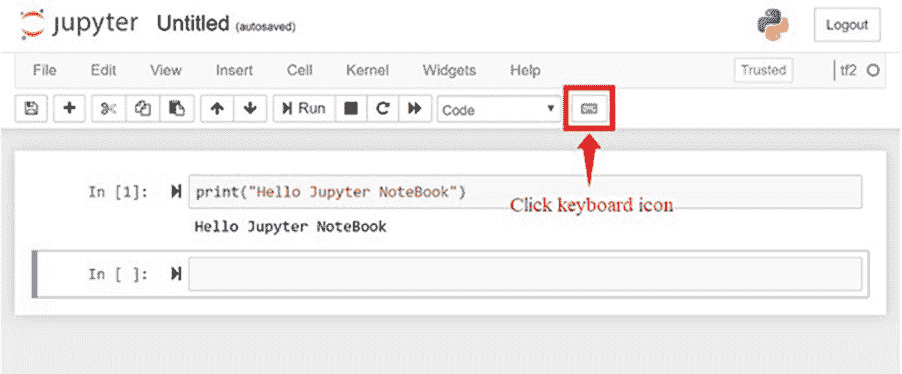 jupyter Untitled (autosaved) Logout
File Edit View Insert Cell Kernel Widgets Help Trusted tf2
Run Code
In [1]: print("Hello Jupyter NoteBook")
Click keyboard icon
Hello Jupyter NoteBook
In [ ]: